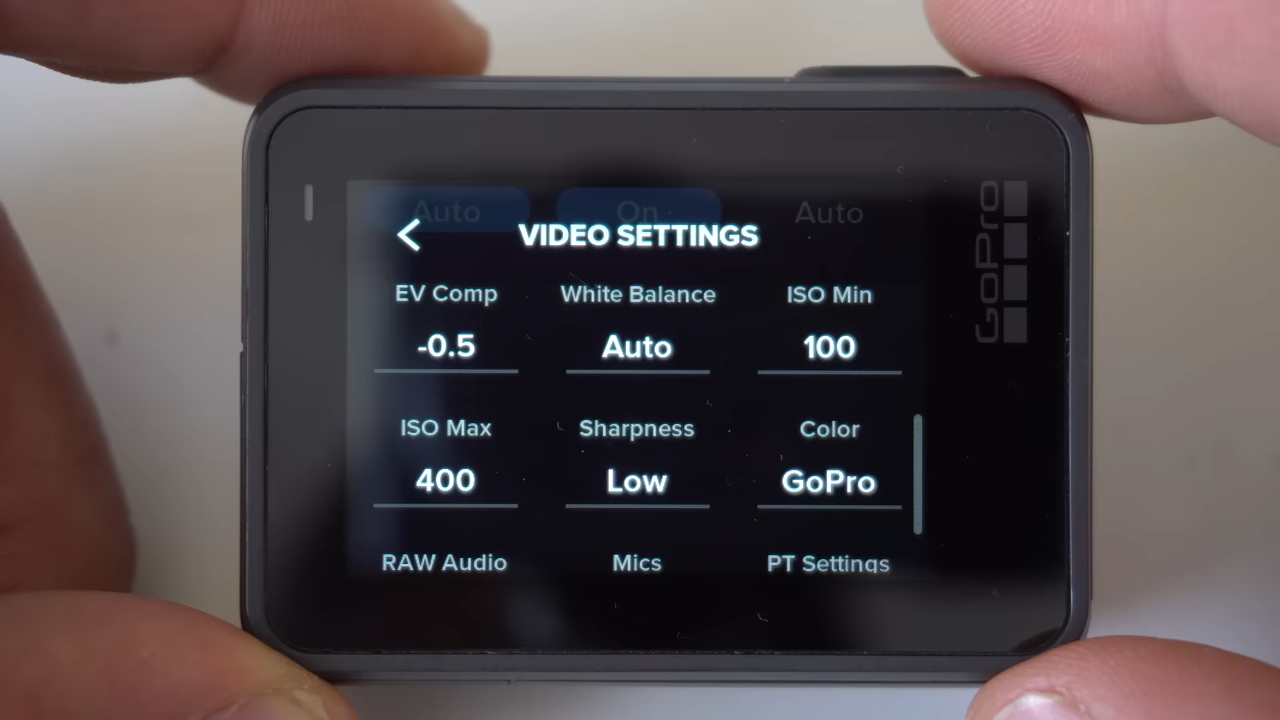 Auto On Auto
VIDEO SETTINGS
EV Comp White Balance ISO Min
-0.5 Auto 100
ISO Max Sharpness Color
400 Low GoPro
RAW Audio Mics PT Settings
GoPro